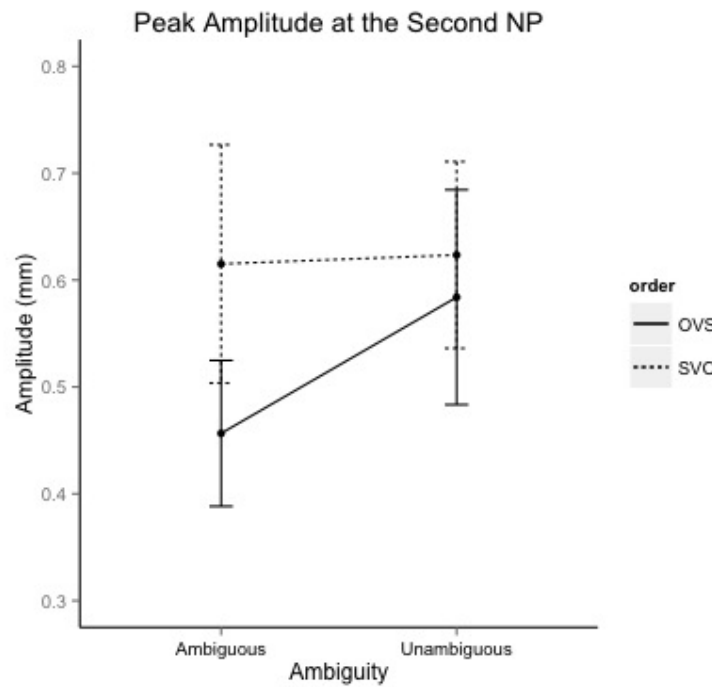 Peak Amplitude at the Second NP
Amplitude (mm)
0.8
0.7
0.6
0.5
0.4
0.3
Ambiguous
Unambiguous
Ambiguity
order
OVS
SVO